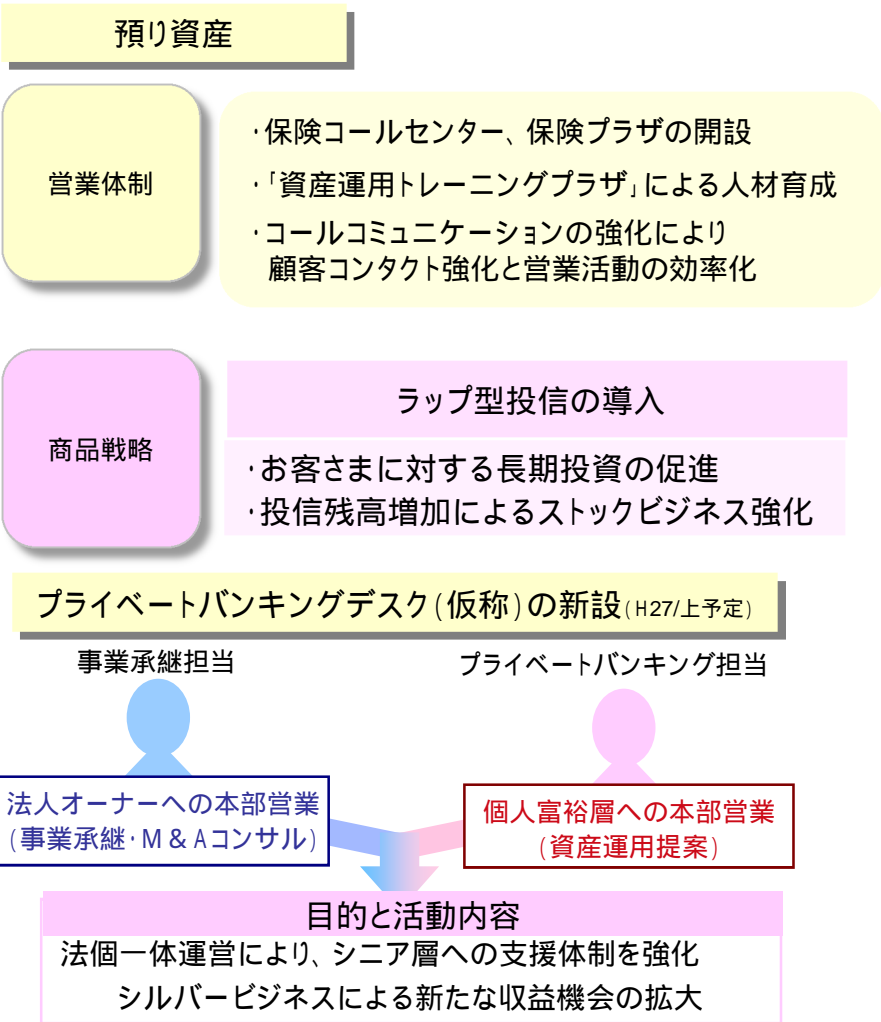 預り資産
営業体制
・保険コールセンター、保険プラザの開設
・「資産運用トレーニングプラザ」による人材育成
・コールコミュニケーションの強化により
顧客コンタクト強化と営業活動の効率化
商品戦略
ラップ型投信の導入
・お客さまに対する長期投資の促進
・投信残高増加によるストックビジネス強化
プライベートバンキングデスク(仮称)の新設(H27/上予定)
事業承継担当
プライベートバンキング担当
法人オーナーへの本部営業
(事業承継・M&Aコンサル)
個人富裕層への本部営業
(資産運用提案)
目的と活動内容
法個一体運営により、シニア層への支援体制を強化
シルバービジネスによる新たな収益機会の拡大